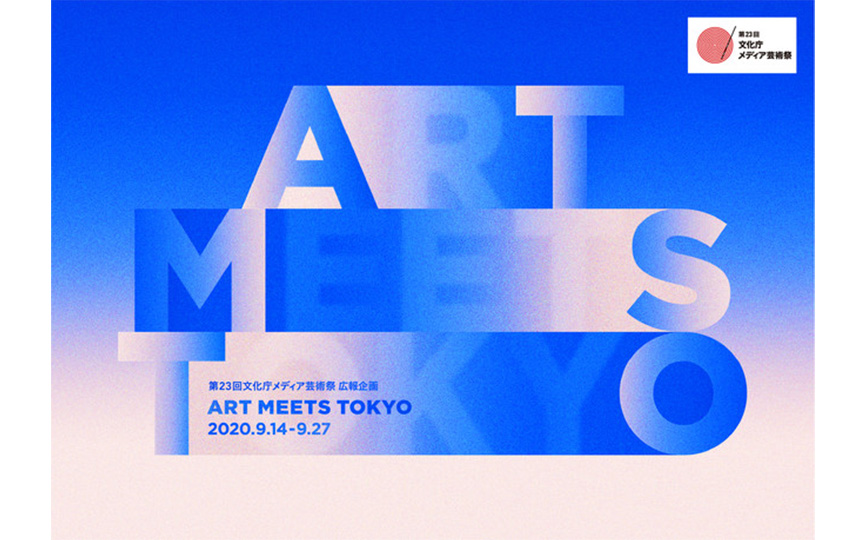 第23回
文化庁
メディア芸術祭
ART
MEETS
TOKYO
第23回文化庁メディア芸術祭 広報企画
ART MEETS TOKYO
2020.9.14-9.27